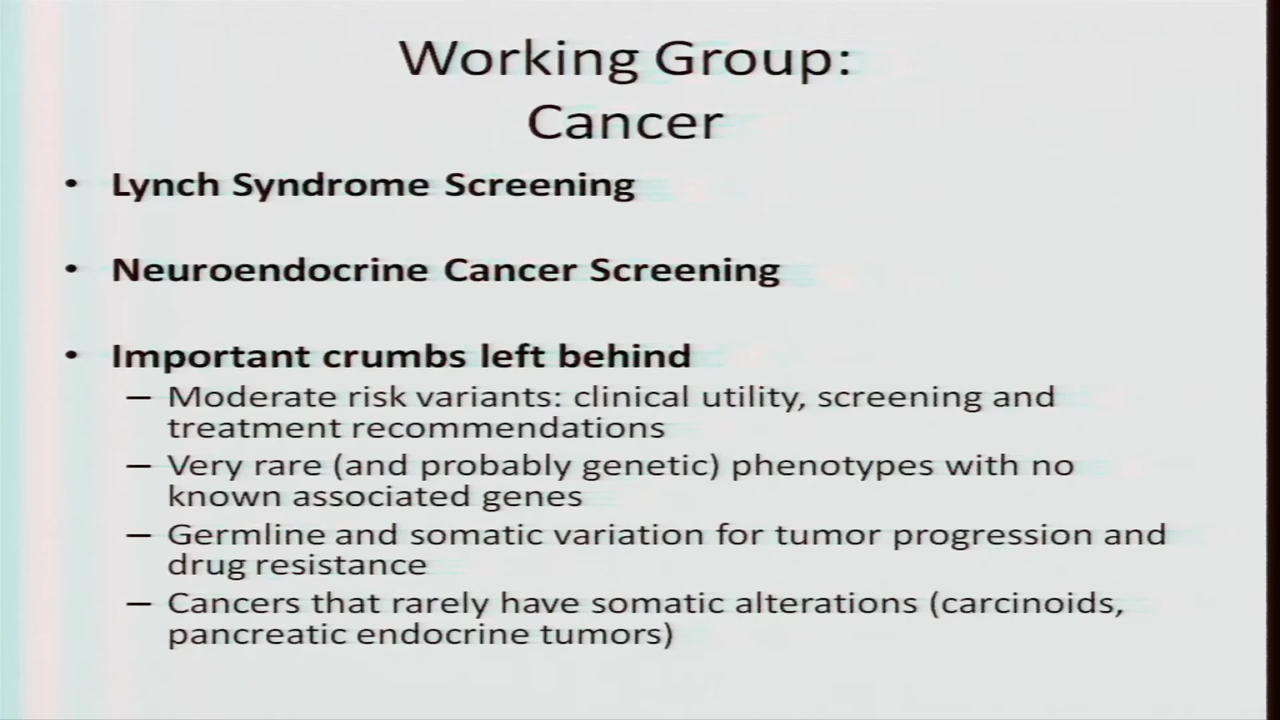 Working Group:
Cancer
• Lynch Syndrome Screening
• Neuroendocrine Cancer Screening
• Important crumbs left behind
– Moderate risk variants: clinical utility, screening and
treatment recommendations
– Very rare (and probably genetic) phenotypes with no
known associated genes
– Germline and somatic variation for tumor progression and
drug resistance
– Cancers that rarely have somatic alterations (carcinoids,
pancreatic endocrine tumors)